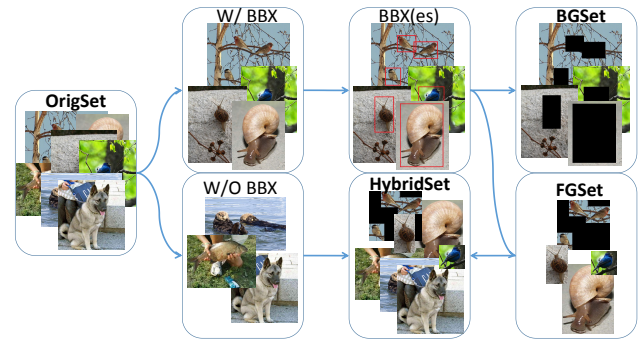 W/ BBX
BBX(es)
BGSet
OrigSet
W/O BBX
HybridSet
FGSet